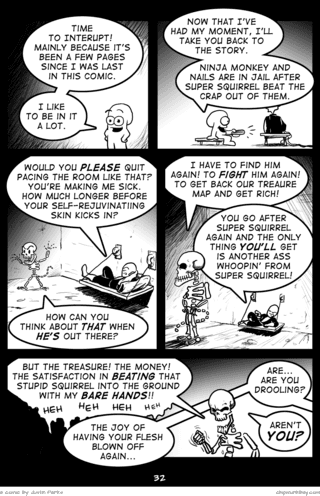 TIME
TO INTERUPT!
MAINLY BECAUSE IT'S
BEEN A FEW PAGES
SINCE I WAS LAST
IN THIS COMIC.
I LIKE
TO BE IN IT
A LOT.
NOW THAT I'VE
HAD MY MOMENT, I'LL
TAKE YOU BACK TO
THE STORY.
NINJA MONKEY AND
NAILS ARE IN JAIL AFTER
SUPER SQUIRREL BEAT THE
CRAP OUT OF THEM.
WOULD YOU PLEASE QUIT
PACING THE ROOM LIKE THAT?
YOU'RE MAKING ME SICK.
HOW MUCH LONGER BEFORE
YOUR SELF-REJUVINATIING
SKIN KICKS IN?
HOW CAN YOU
THINK ABOUT THAT WHEN
HE'S OUT THERE?
I HAVE TO FIND HIM
AGAIN! TO FIGHT HIM AGAIN!
TO GET BACK OUR TREAURE
MAP AND GET RICH!
YOU GO AFTER
SUPER SQUIRREL
AGAIN AND THE ONLY
THING YOU'LL GET
IS ANOTHER ASS
WHOOPIN' FROM
SUPER SQUIRREL!
BUT THE TREASURE! THE MONEY!
THE SATISFACTION IN BEATING THAT
STUPID SQUIRREL INTO THE GROUND
WITH MY BARE HANDS!!
HEH HEH HEH HEH
THE JOY OF
HAVING YOUR FLESH
BLOWN OFF
AGAIN...
ARE...
ARE YOU
DROOLING?
AREN'T
YOU?
32
a comic by Justin Parks